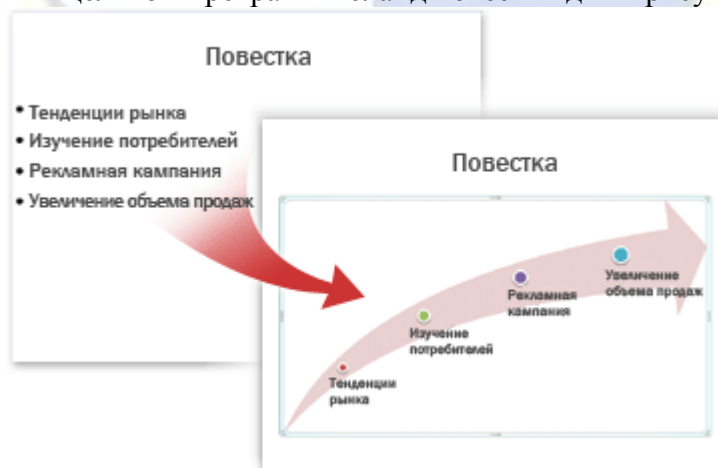 Повестка
• Тенденции рынка
• Изучение потребителей
• Рекламная кампания
• Увеличение объема продаж
Повестка
Увеличение
объема продаж
Рекламная
кампания
Изучение
потребителей
Тенденции
рынка